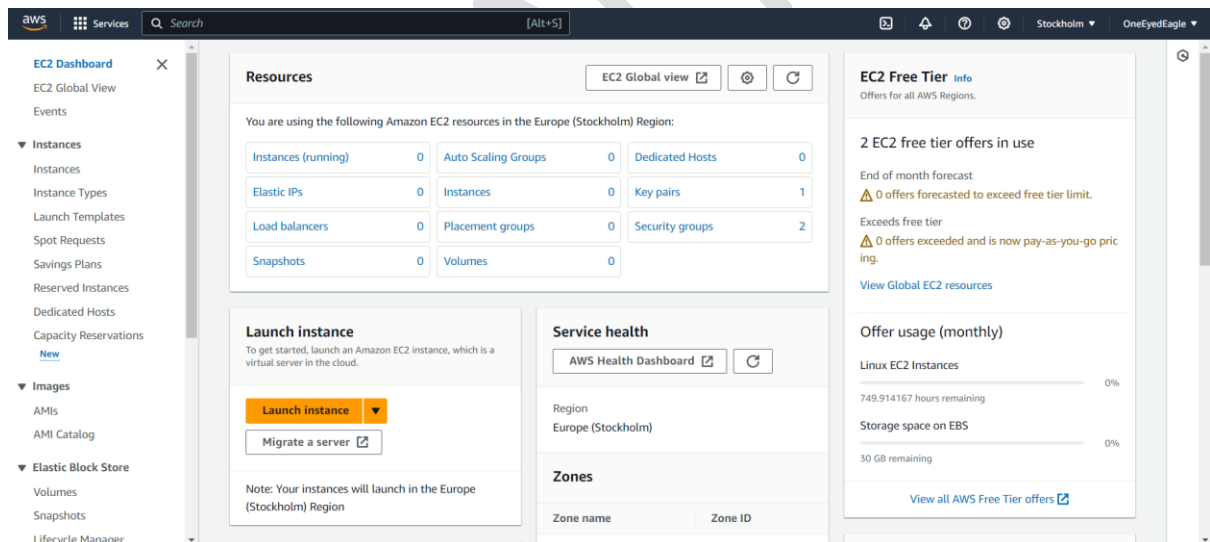 aws
Services
Search
[Alt+S]
Stockholm
OneEyedEagle
EC2 Dashboard
EC2 Global View
Events
Instances
Instances
Instance Types
Launch Templates
Spot Requests
Savings Plans
Reserved Instances
Dedicated Hosts
Capacity Reservations
New
Images
AMIs
AMI Catalog
Elastic Block Store
Volumes
Snapshots
Lifecycle Manager
Resources
EC2 Global view
You are using the following Amazon EC2 resources in the Europe (Stockholm) Region:
Instances (running) 0 Auto Scaling Groups 0 Dedicated Hosts 0
Elastic IPs 0 Instances 0 Key pairs 1
Load balancers 0 Placement groups 0 Security groups 2
Snapshots 0 Volumes 0
Launch instance
To get started, launch an Amazon EC2 instance, which is a
virtual server in the cloud.
Launch instance
Migrate a server
Note: Your instances will launch in the Europe
(Stockholm) Region
Service health
AWS Health Dashboard
Region
Europe (Stockholm)
Zones
Zone name Zone ID
EC2 Free Tier Info
Offers for all AWS Regions.
2 EC2 free tier offers in use
End of month forecast
0 offers forecasted to exceed free tier limit.
Exceeds free tier
0 offers exceeded and is now pay-as-you-go pric
ing.
View Global EC2 resources
Offer usage (monthly)
Linux EC2 Instances
0%
749.914167 hours remaining
Storage space on EBS
0%
30 GB remaining
View all AWS Free Tier offers